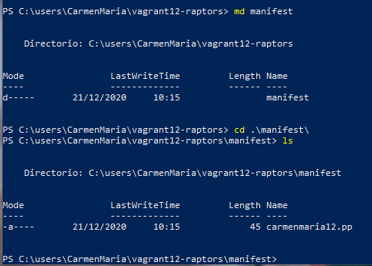 PS C:\users\CarmenMaria\vagrant12-raptors> md manifest
Directorio: C:\users\CarmenMaria\vagrant12-raptors
Mode LastWriteTime Length Name
---- ------------- ------ ----
d----- 21/12/2020 10:15 manifest
PS C:\users\CarmenMaria\vagrant12-raptors> cd .\manifest\
PS C:\users\CarmenMaria\vagrant12-raptors\manifest> ls
Directorio: C:\users\CarmenMaria\vagrant12-raptors\manifest
Mode LastWriteTime Length Name
---- ------------- ------ ----
-a---- 21/12/2020 10:15 45 carmenmaria12.pp
PS C:\users\CarmenMaria\vagrant12-raptors\manifest>